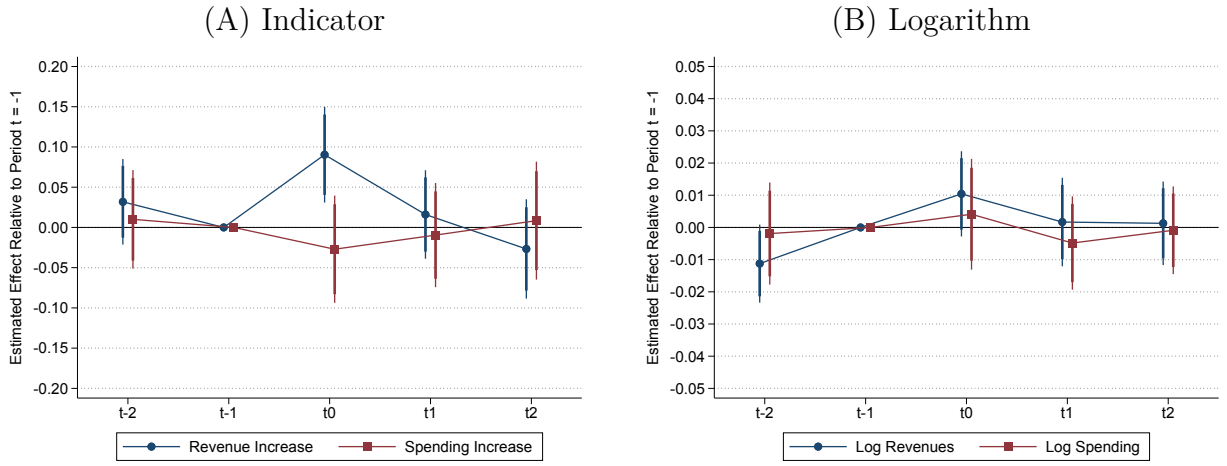 (A) Indicator
Estimated Effect Relative to Period t = -1
0.20
0.15
0.10
0.05
0.00
-0.05
-0.10
-0.15
-0.20
t-2 t-1 t0 t1 t2
Revenue Increase Spending Increase
(B) Logarithm
Estimated Effect Relative to Period t = -1
0.05
0.04
0.03
0.02
0.01
0.00
-0.01
-0.02
-0.03
-0.04
-0.05
t-2 t-1 t0 t1 t2
Log Revenues Log Spending